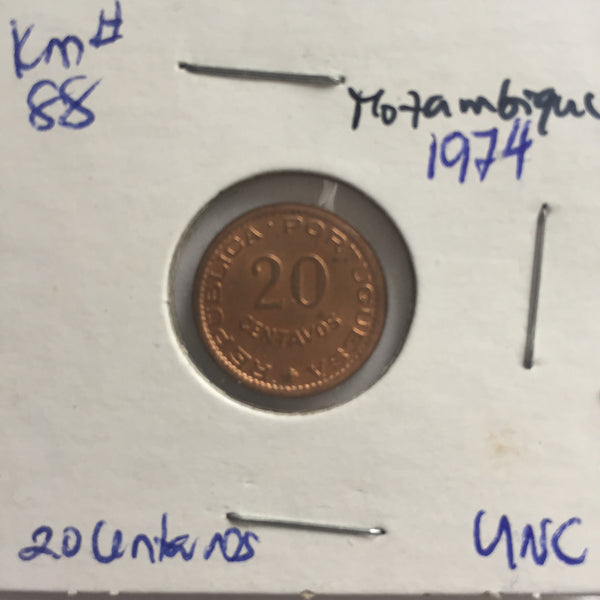 Km#
88
Mozambique
1974
REPUBLICA · PORTUGUESA
20
CENTAVOS
20 Centavos
UNC